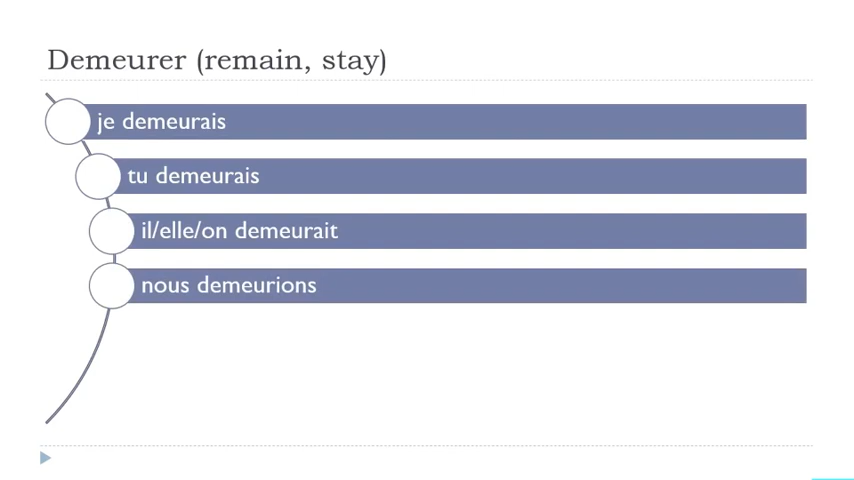 Demeurer (remain, stay)
je demeurais
tu demeurais
il/elle/on demeurait
nous demeurions